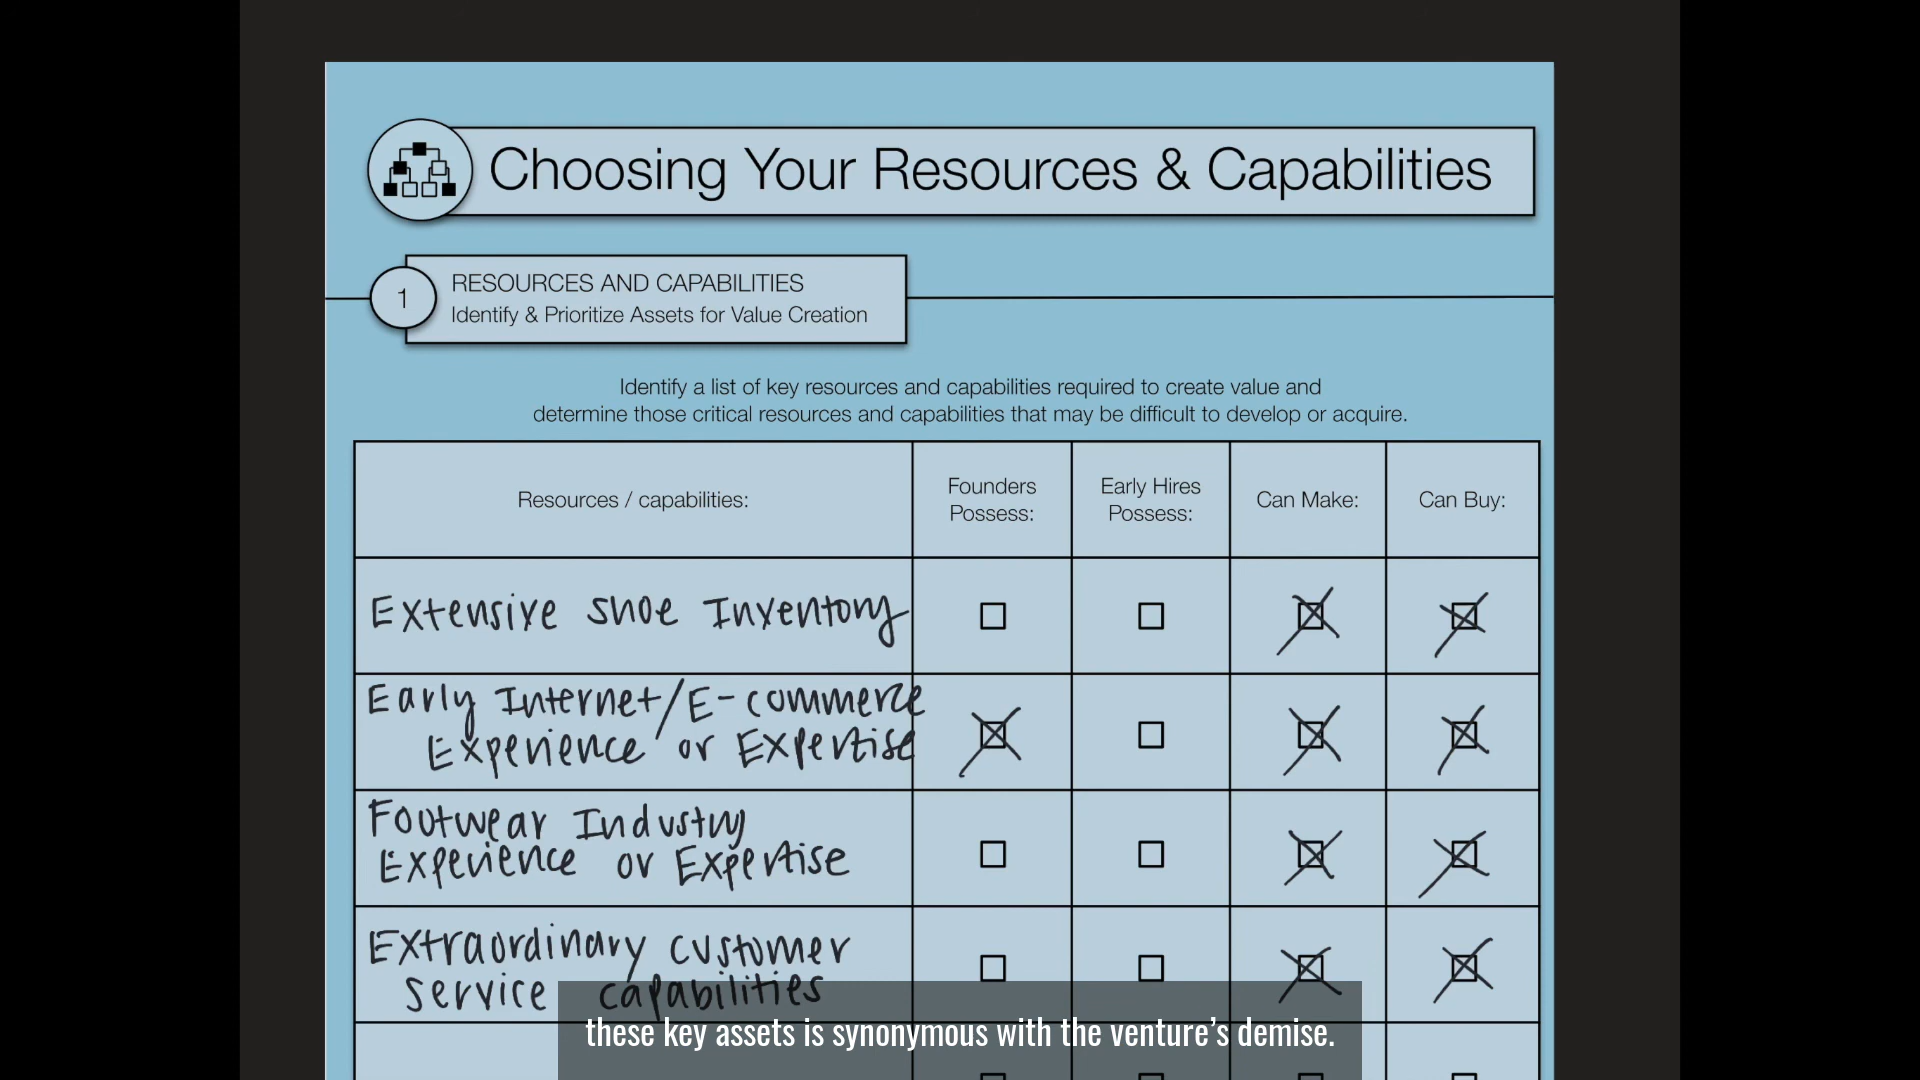 Choosing Your Resources & Capabilities
1
RESOURCES AND CAPABILITIES
Identify & Prioritize Assets for Value Creation
Identify a list of key resources and capabilities required to create value and
determine those critical resources and capabilities that may be difficult to develop or acquire.
Resources / capabilities:
Founders
Possess:
Early Hires
Possess:
Can Make:
Can Buy:
Extensive Shoe Inventory
Early Internet/E-commerce
Experience or Expertise
Footwear Industry
Experience or Expertise
Extraordinary customer
service capabilities
these key assets is synonymous with the venture's demise.